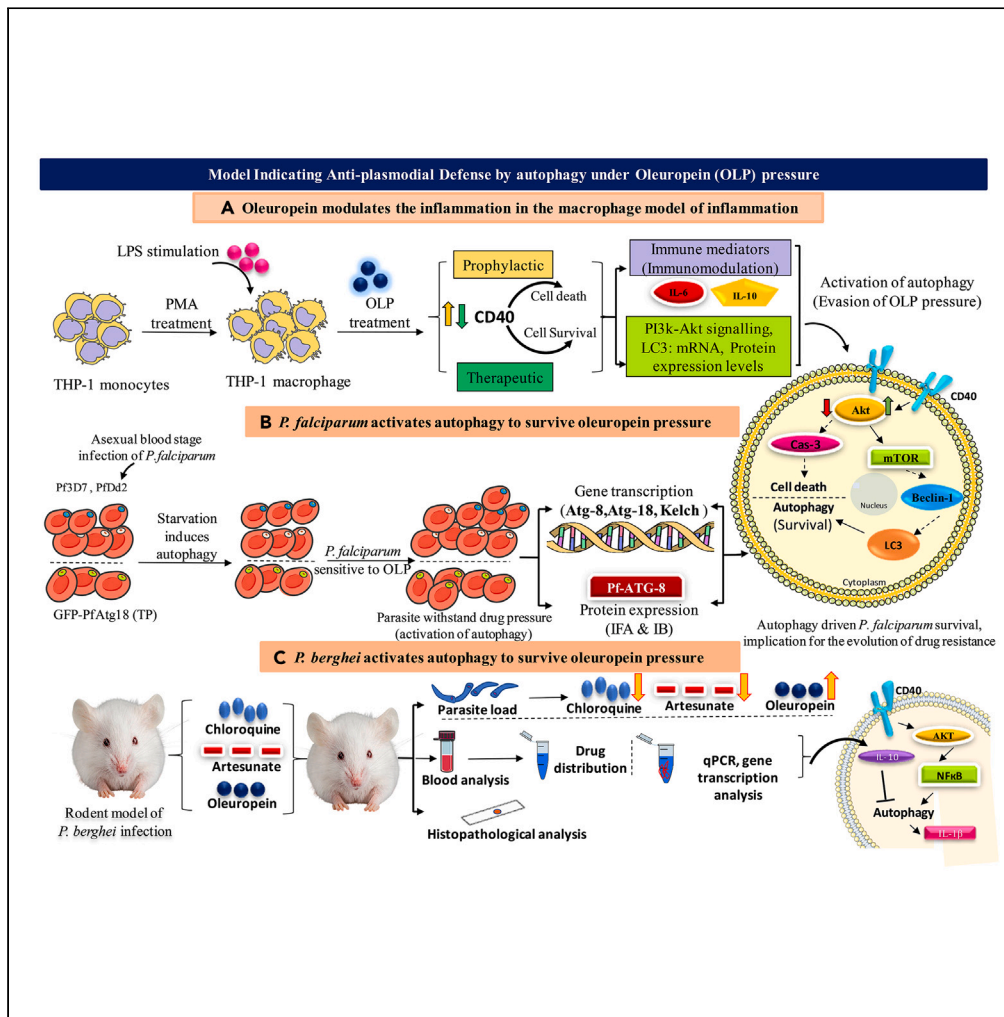 Model Indicating Anti-plasmodial Defense by autophagy under Oleuropein (OLP) pressure
A Oleuropein modulates the inflammation in the macrophage model of inflammation
LPS stimulation
PMA
treatment
OLP
treatment
THP-1 monocytes
THP-1 macrophage
Prophylactic
CD40
Cell death
Cell Survival
Therapeutic
Immune mediators
(Immunomodulation)
IL-6
IL-10
PI3k-Akt signalling,
LC3: mRNA, Protein
expression levels
Activation of autophagy
(Evasion of OLP pressure)
CD40
Akt
Cas-3
mTOR
Cell death
Autophagy
(Survival)
Nucleus
Beclin-1
LC3
Cytoplasm
Autophagy driven P. falciparum survival,
implication for the evolution of drug resistance
B P. falciparum activates autophagy to survive oleuropein pressure
Asexual blood stage
infection of P.falciparum
Pf3D7 , PfDd2
Starvation
induces
autophagy
GFP-PfAtg18 (TP)
P. falciparum
sensitive to OLP
Parasite withstand drug pressure
(activation of autophagy)
Gene transcription
(Atg-8,Atg-18, Kelch)
Pf-ATG-8
Protein expression
(IFA & IB)
C P. berghei activates autophagy to survive oleuropein pressure
Rodent model of
P. berghei infection
Chloroquine
Artesunate
Oleuropein
Parasite load
Chloroquine
Artesunate
Oleuropein
Blood analysis
Drug
distribution
qPCR, gene
transcription
analysis
Histopathological analysis
CD40
AKT
IL-10
NFκB
Autophagy
IL-1β